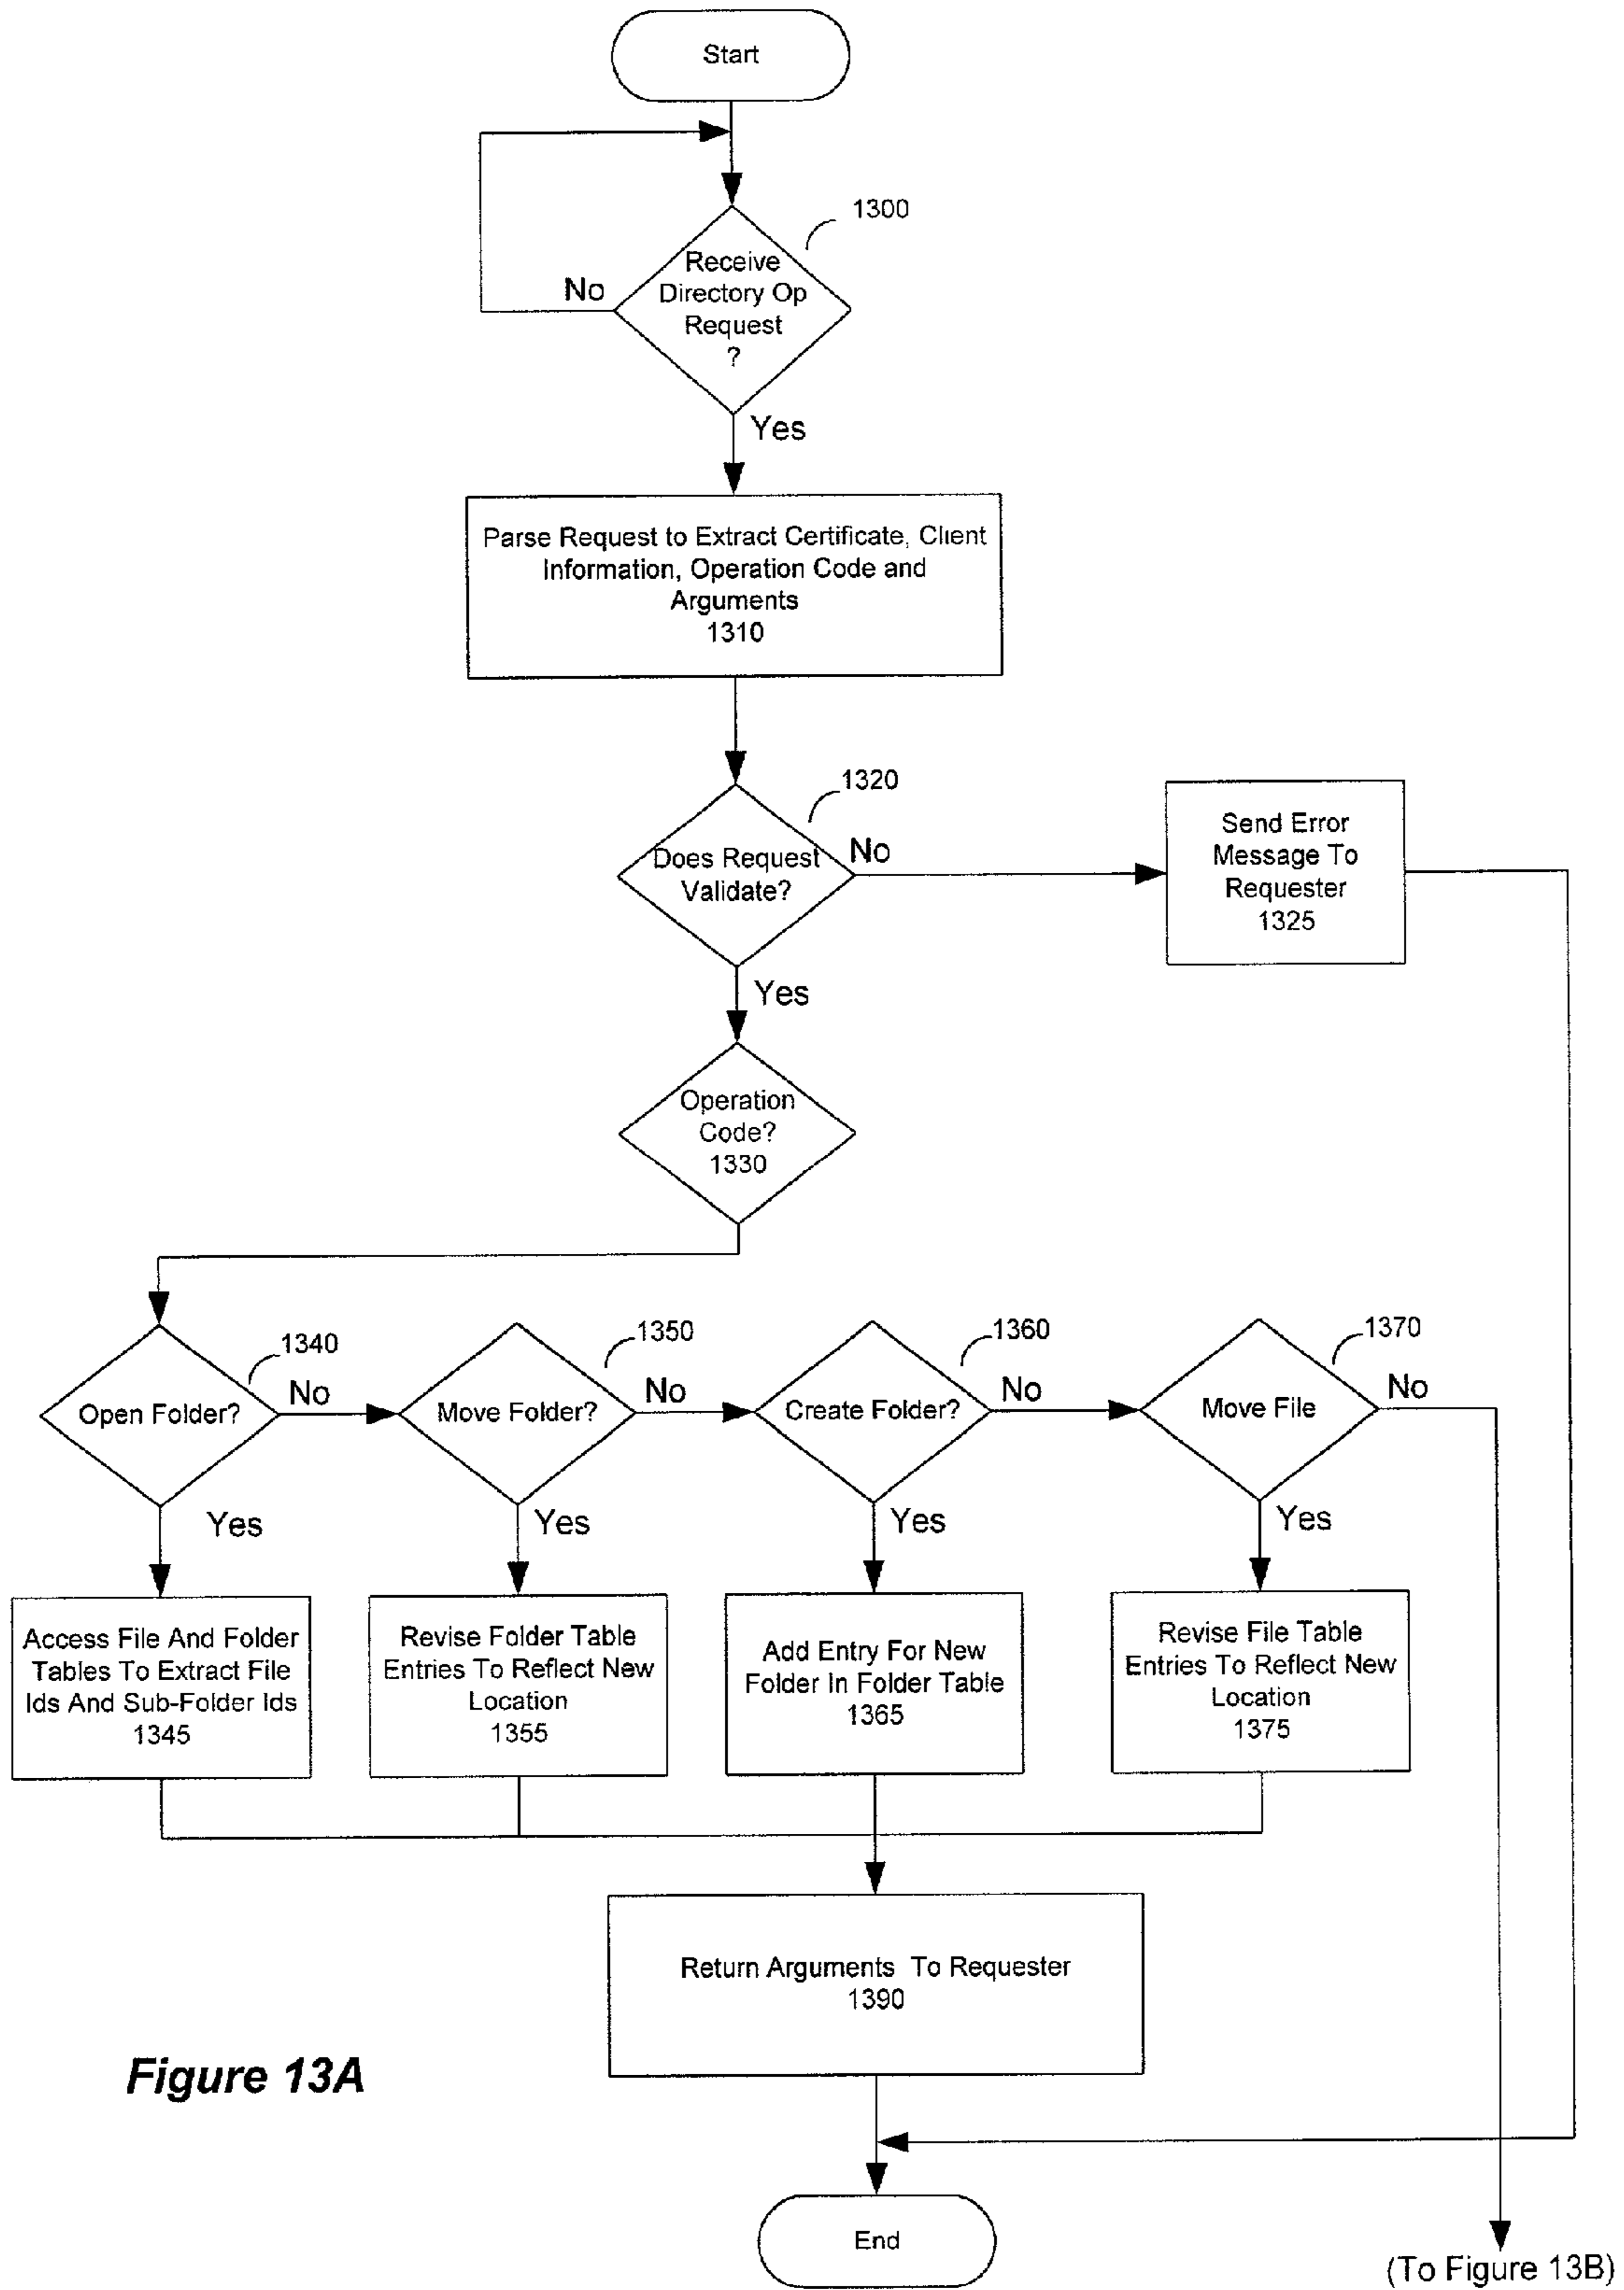 Start
1300
Receive
Directory Op
Request
?
No
Yes
Parse Request to Extract Certificate, Client
Information, Operation Code and
Arguments
1310
1320
Does Request
Validate?
No
Send Error
Message To
Requester
1325
Yes
Operation
Code?
1330
1340
Open Folder?
No
1350
Move Folder?
No
1360
Create Folder?
No
1370
Move File
No
Yes
Yes
Yes
Yes
Access File And Folder
Tables To Extract File
Ids And Sub-Folder Ids
1345
Revise Folder Table
Entries To Reflect New
Location
1355
Add Entry For New
Folder In Folder Table
1365
Revise File Table
Entries To Reflect New
Location
1375
Return Arguments To Requester
1390
Figure 13A
End
(To Figure 13B)